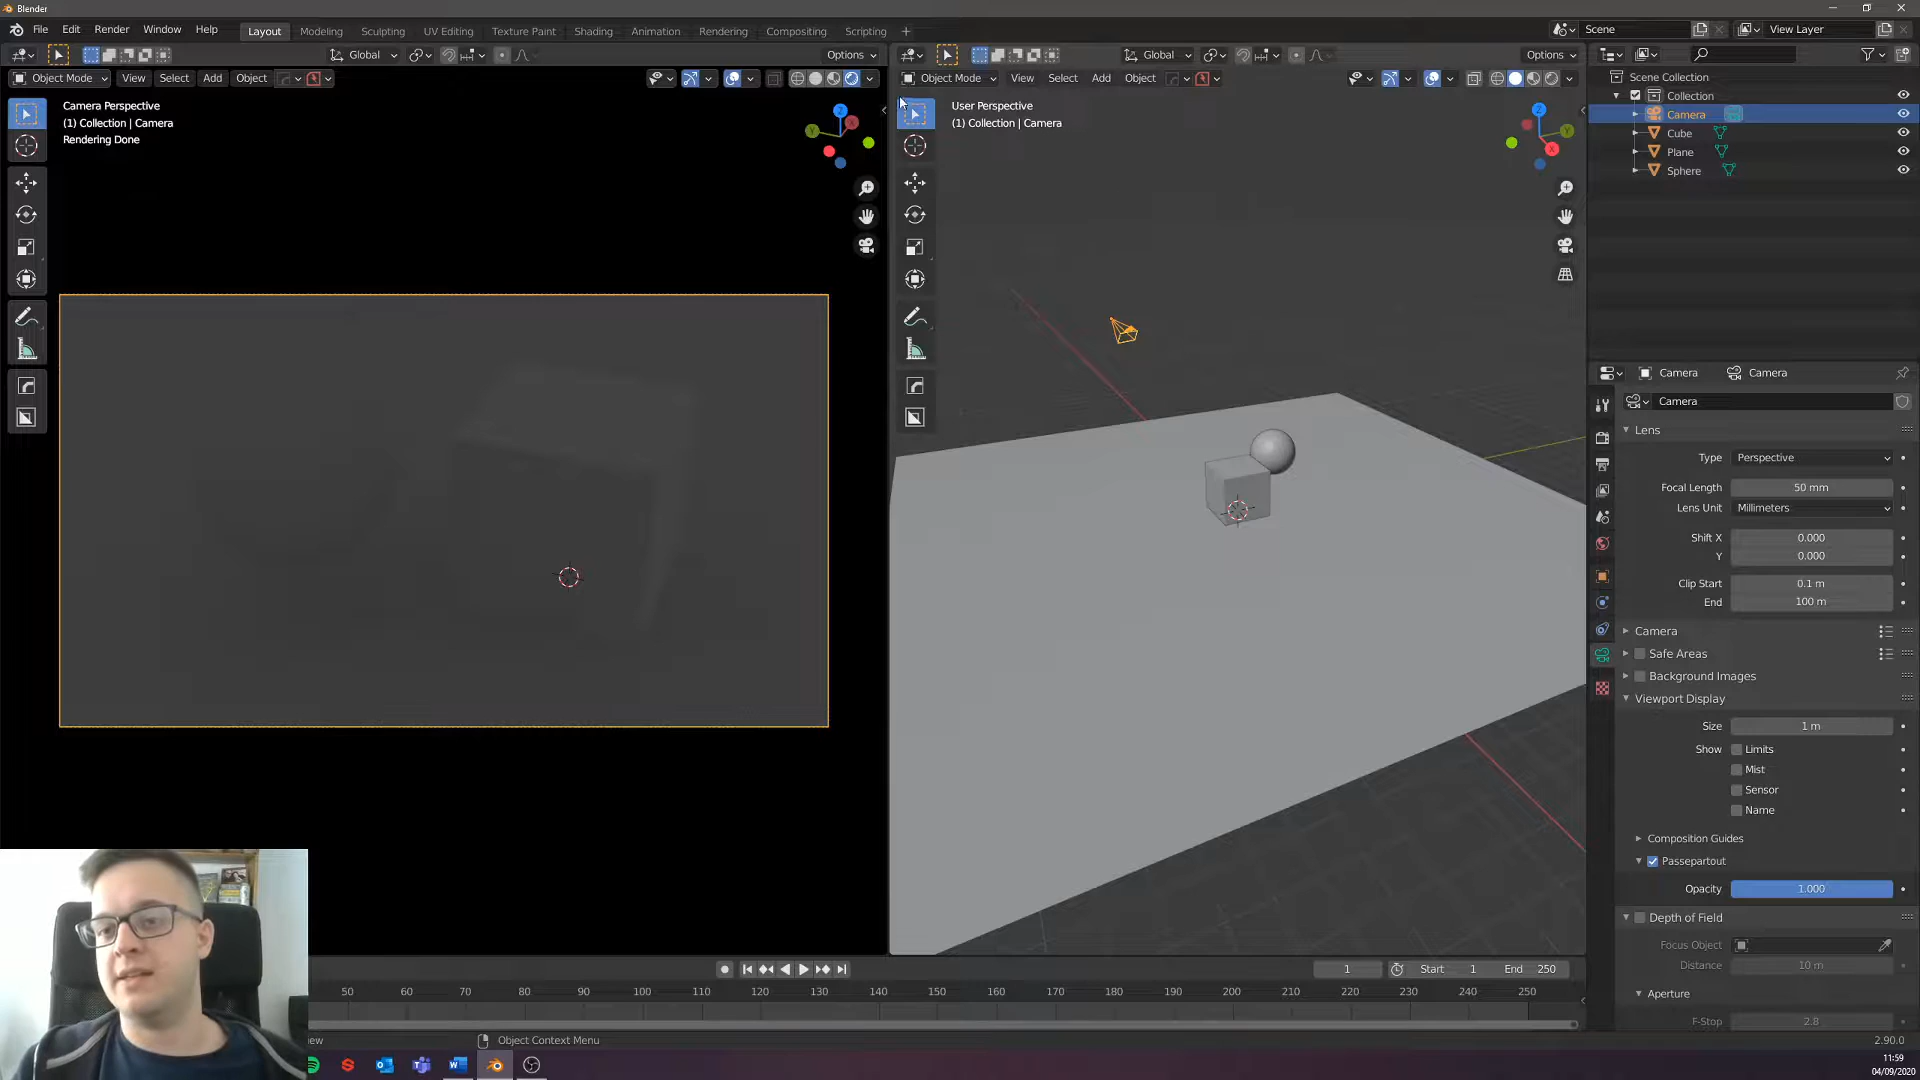 Blender
File Edit Render Window Help Layout Modeling Sculpting UV Editing Texture Paint Shading Animation Rendering Compositing Scripting + Scene View Layer
Global Options Global Options
Object Mode View Select Add Object Object Mode View Select Add Object
Scene Collection
Collection
Camera
Cube
Plane
Sphere
Camera Perspective
(1) Collection | Camera
Rendering Done
User Perspective
(1) Collection | Camera
Camera Camera
Camera
Lens
Type Perspective
Focal Length 50 mm
Lens Unit Millimeters
Shift X 0.000
Y 0.000
Clip Start 0.1 m
End 100 m
Camera
Safe Areas
Background Images
Viewport Display
Size 1 m
Show Limits
Mist
Sensor
Name
Composition Guides
Passepartout
Opacity 1.000
Depth of Field
Focus Object
Distance 10 m
Aperture
F-Stop 2.8
1 Start 1 End 250
50 60 70 80 90 100 110 120 130 140 150 160 170 180 190 200 210 220 230 240 250
iew Object Context Menu 2.90.0
11:59
04/09/2020